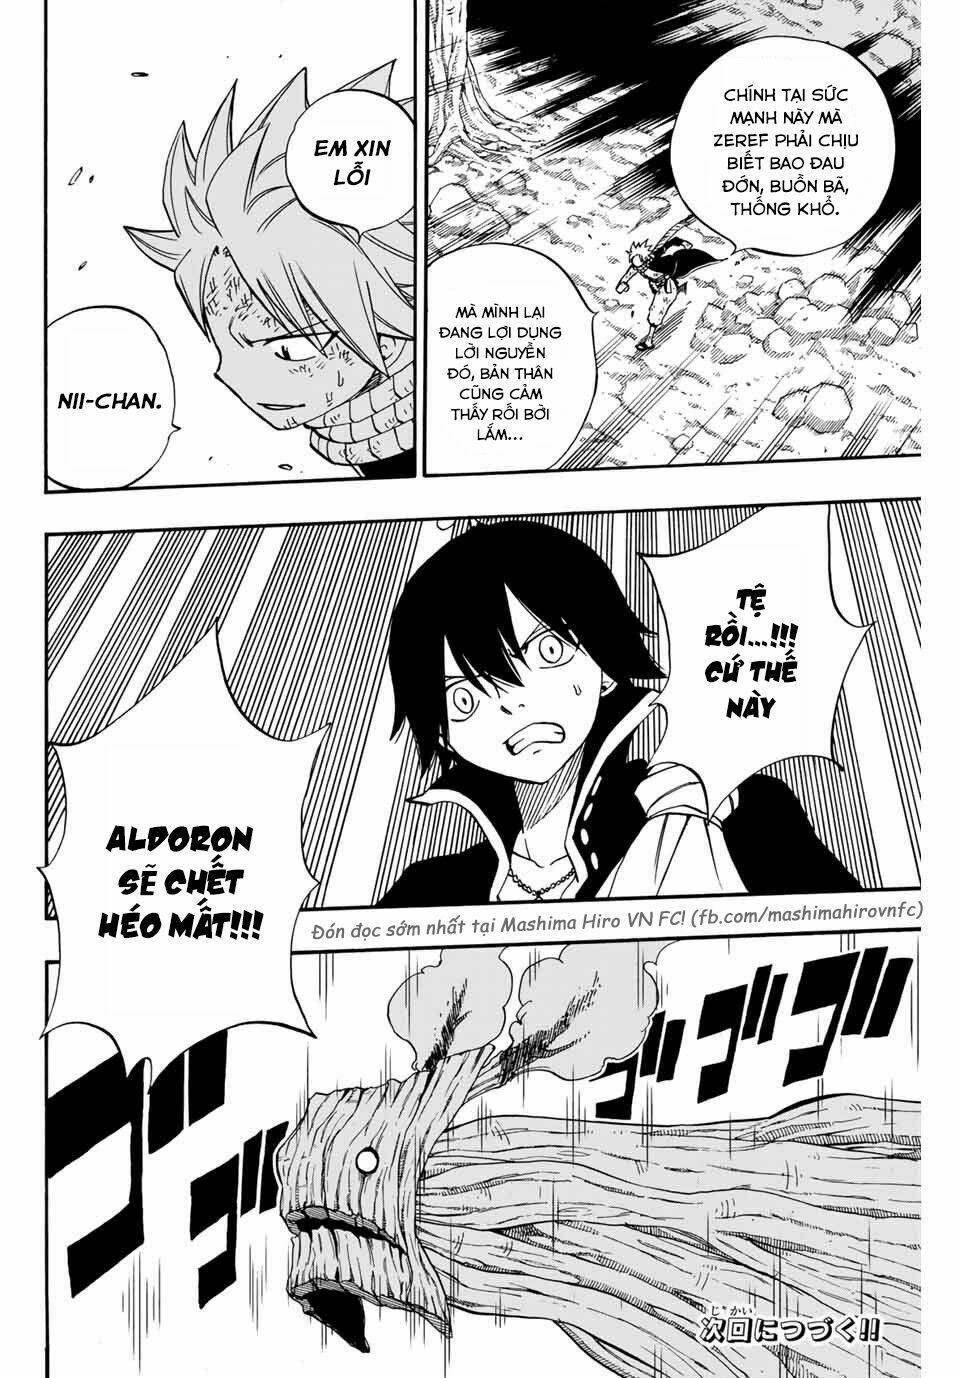 CHÍNH TẠI SỨC
MẠNH NÀY MÀ
ZEREF PHẢI CHỊU
BIẾT BAO ĐAU
ĐỚN, BUỒN BÃ,
THỐNG KHỔ.
MÀ MÌNH LẠI
ĐANG LỢI DỤNG
LỜI NGUYỀN
ĐÓ, BẢN THÂN
CŨNG CẢM
THẤY RỐI BỜI
LẮM...
EM XIN
LỖI
NII-CHAN.
TỆ
RỒI...!!!
CỨ THẾ
NÀY
ALDORON
SẼ CHẾT
HÉO MẤT!!!
Đón đọc sớm nhất tại Mashima Hiro VN FC! (fb.com/mashimahirovnfc)
ゴゴゴ
ゴゴ
じかい
次回につづく!!